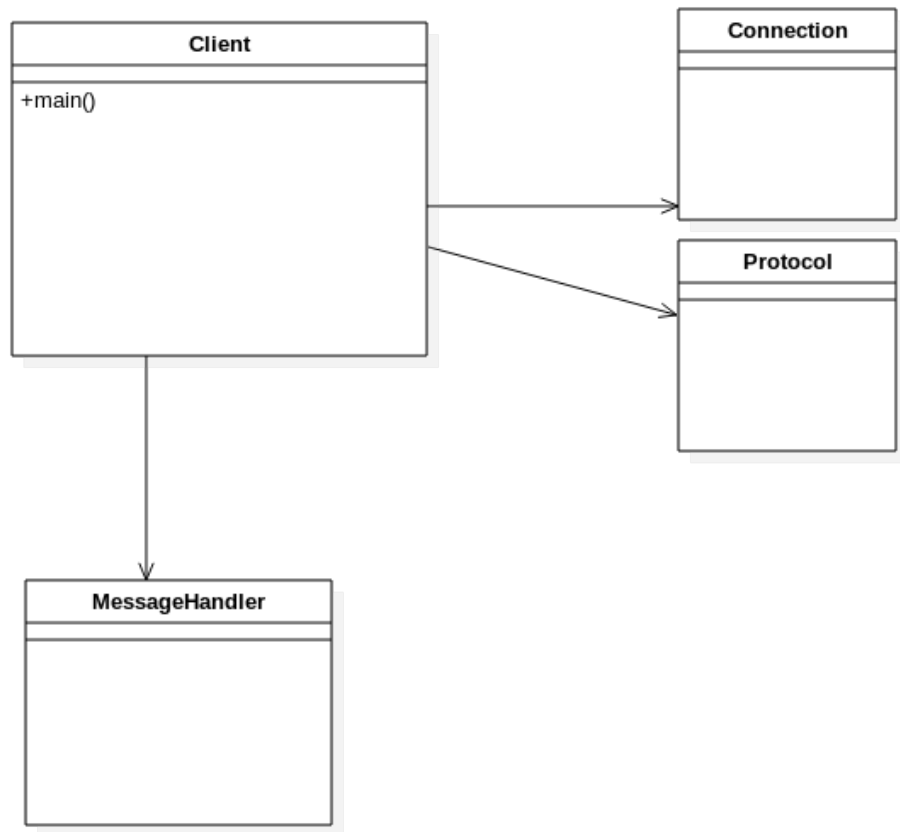 Client
+main()
Connection
Protocol
MessageHandler